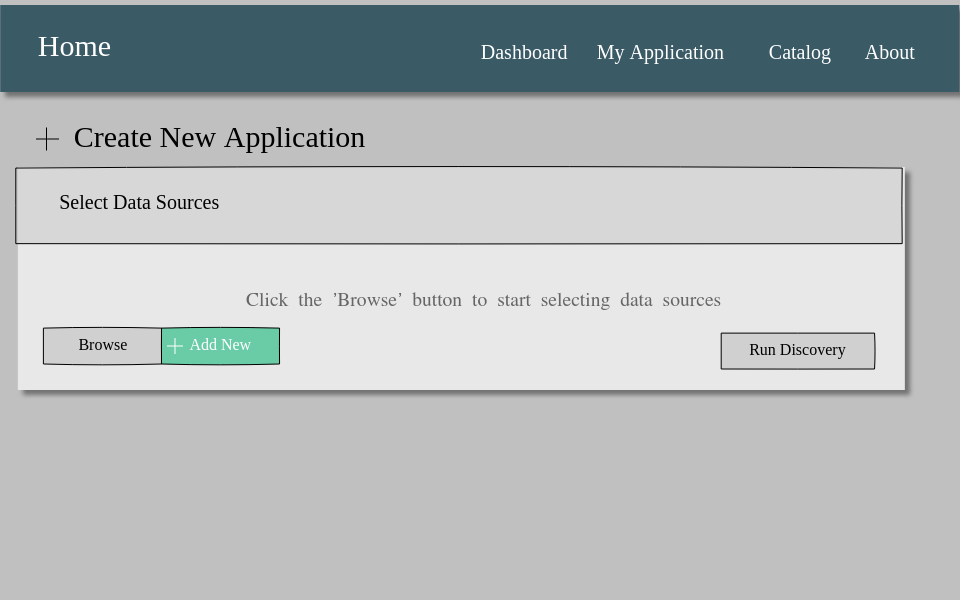 Home
Dashboard My Application Catalog About
Create New Application
Select Data Sources
Click the 'Browse' button to start selecting data sources
Browse Add New
Run Discovery